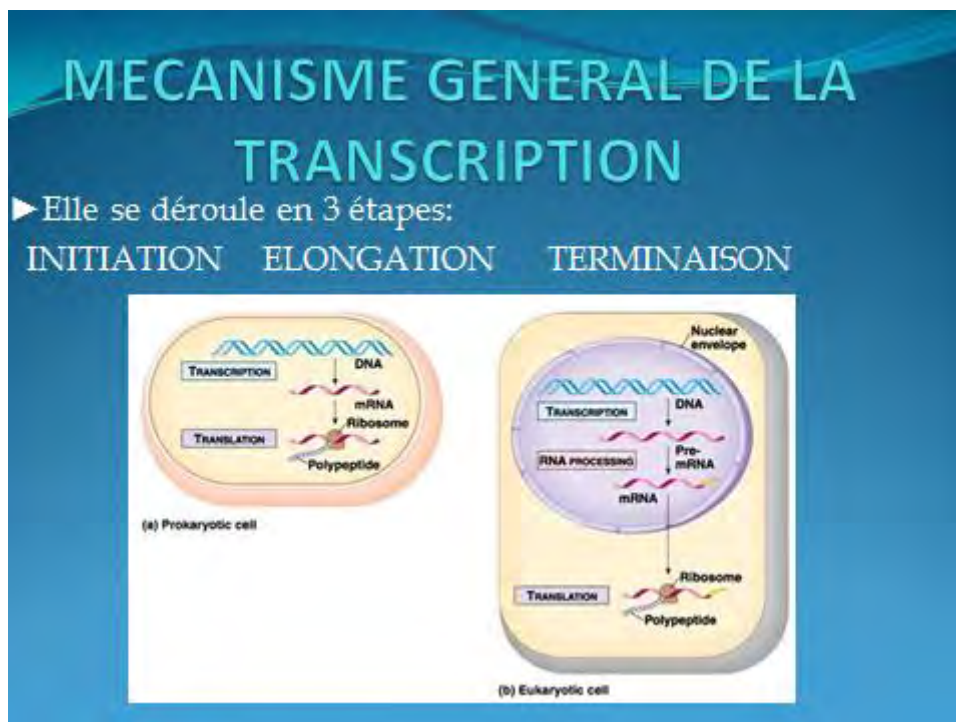 MECANISME GENERAL DE LA
TRANSCRIPTION
►Elle se déroule en 3 étapes:
INITIATION ELONGATION TERMINAISON
TRANSCRIPTION
DNA
mRNA
Ribosome
TRANSLATION
Polypeptide
(a) Prokaryotic cell
Nuclear
envelope
TRANSCRIPTION
DNA
RNA PROCESSING
Pre-
mRNA
mRNA
Ribosome
TRANSLATION
Polypeptide
(b) Eukaryotic cell